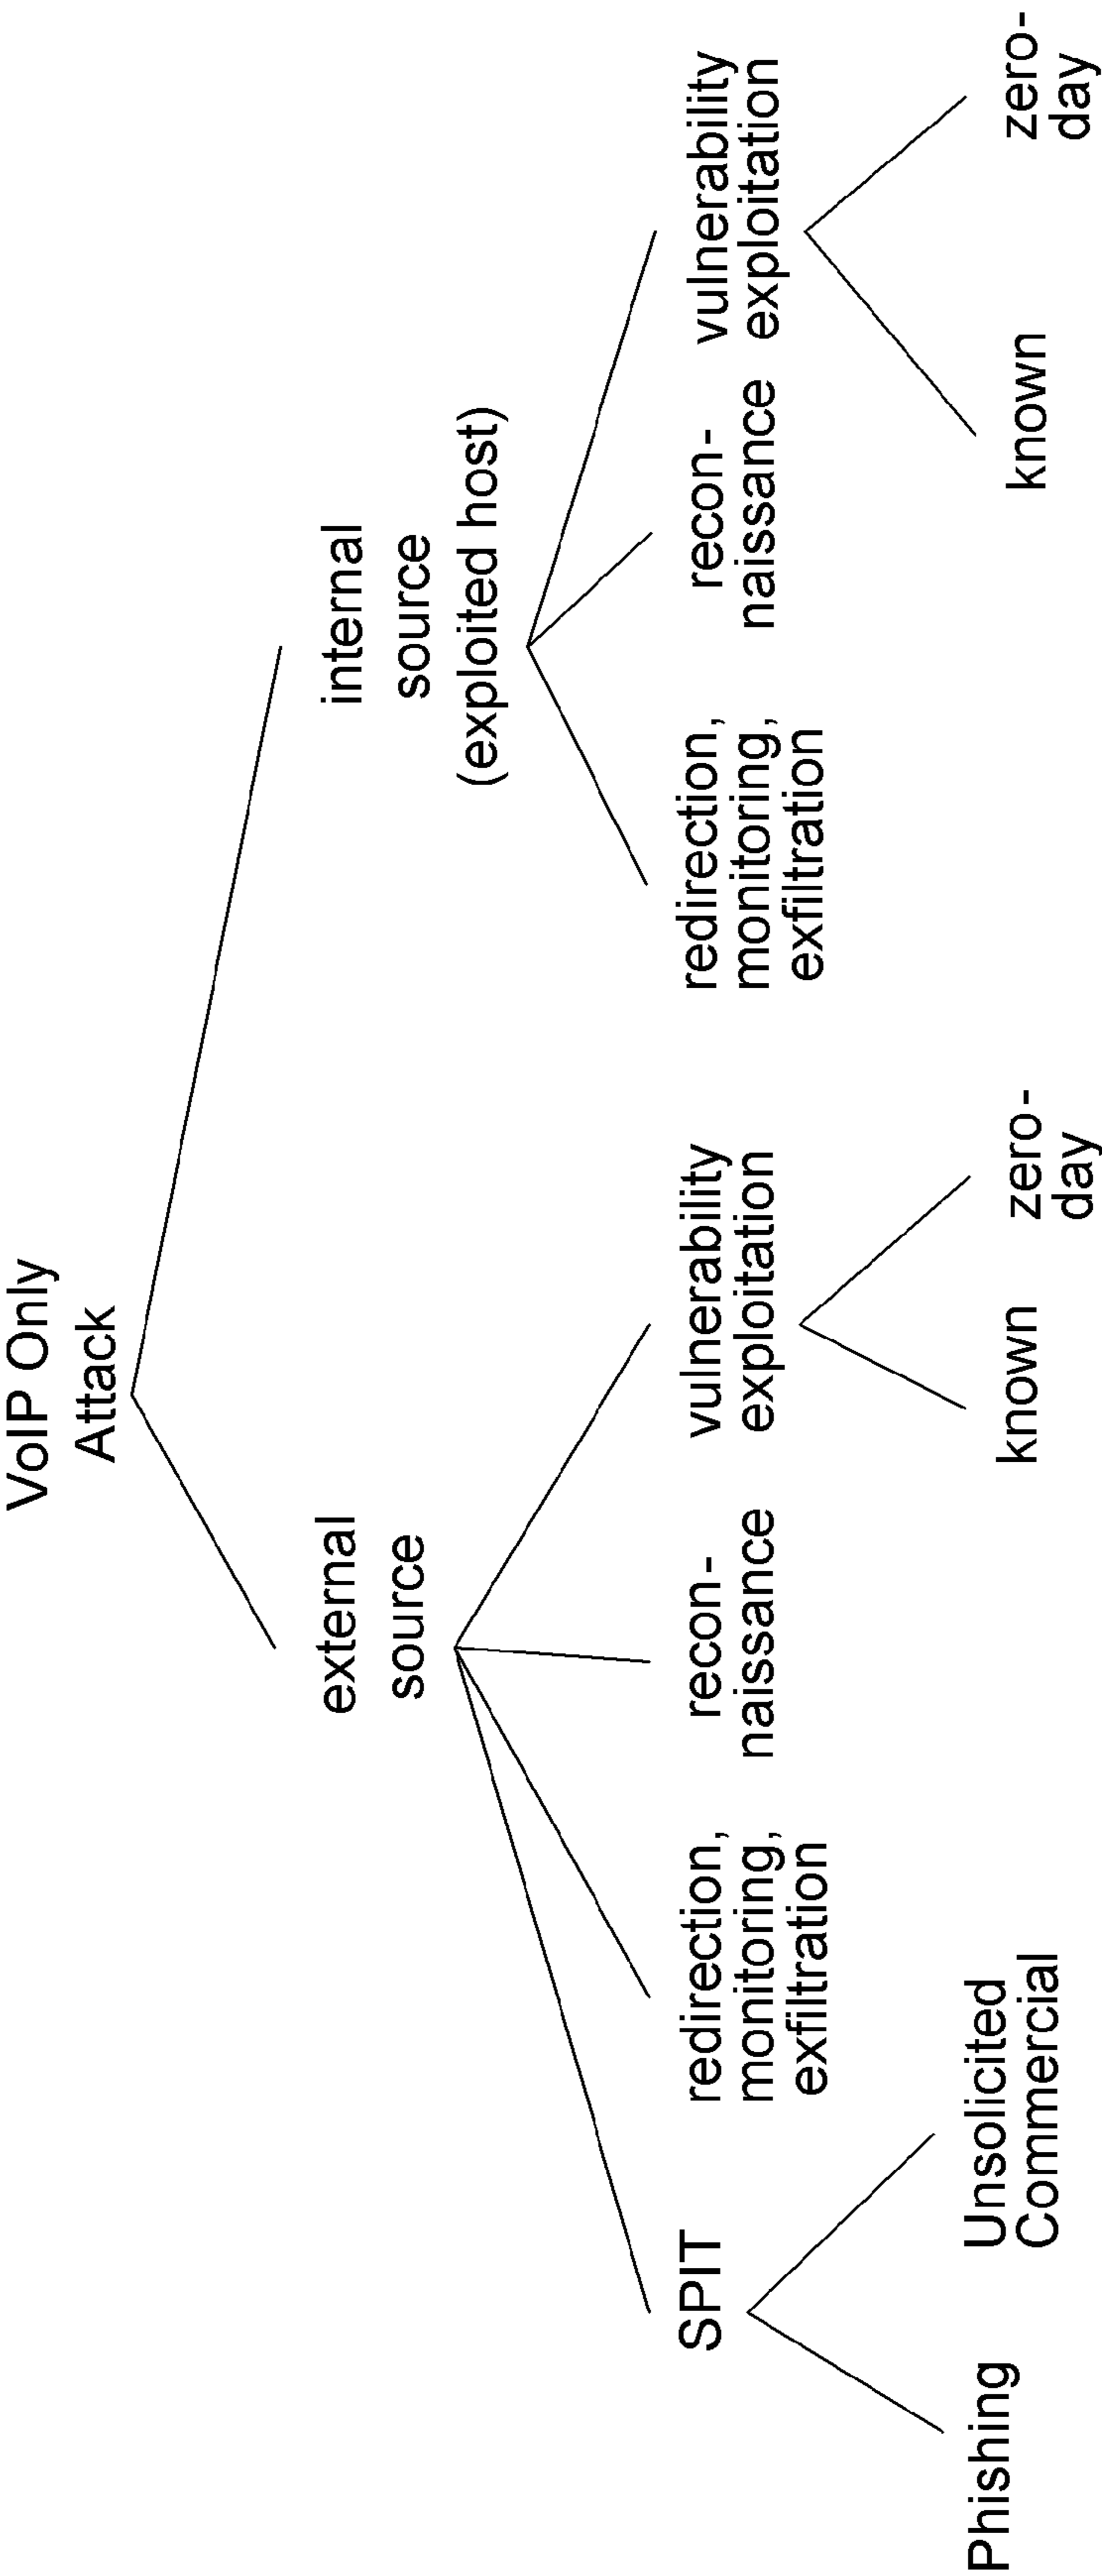 VoIP Only
Attack
external
source
internal
source
(exploited host)
SPIT
redirection,
monitoring,
exfiltration
recon-
naissance
vulnerability
exploitation
redirection,
monitoring,
exfiltration
recon-
naissance
vulnerability
exploitation
Phishing
Unsolicited
Commercial
known
zero-
day
known
zero-
day